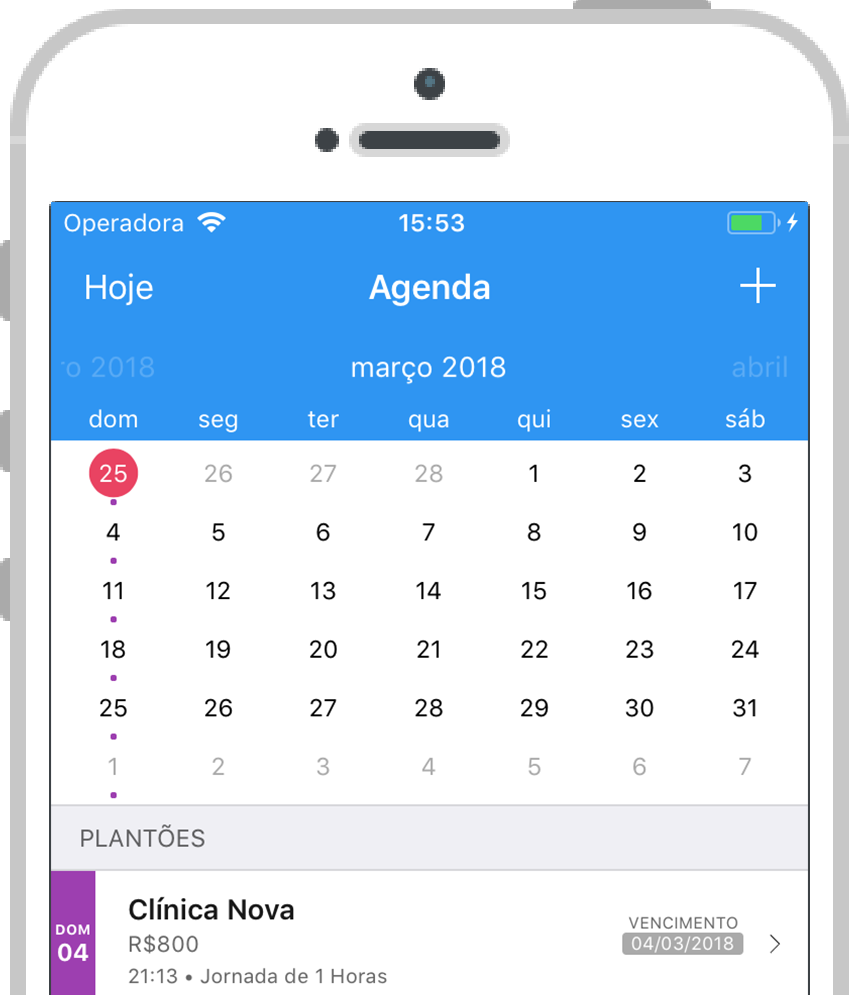 Operadora 15:53
Hoje Agenda +
ro 2018 março 2018 abril
dom seg ter qua qui sex sáb
25 26 27 28 1 2 3
4 5 6 7 8 9 10
11 12 13 14 15 16 17
18 19 20 21 22 23 24
25 26 27 28 29 30 31
1 2 3 4 5 6 7
PLANTÕES
DOM
04
Clínica Nova
R$800
21:13 • Jornada de 1 Horas
VENCIMENTO
04/03/2018